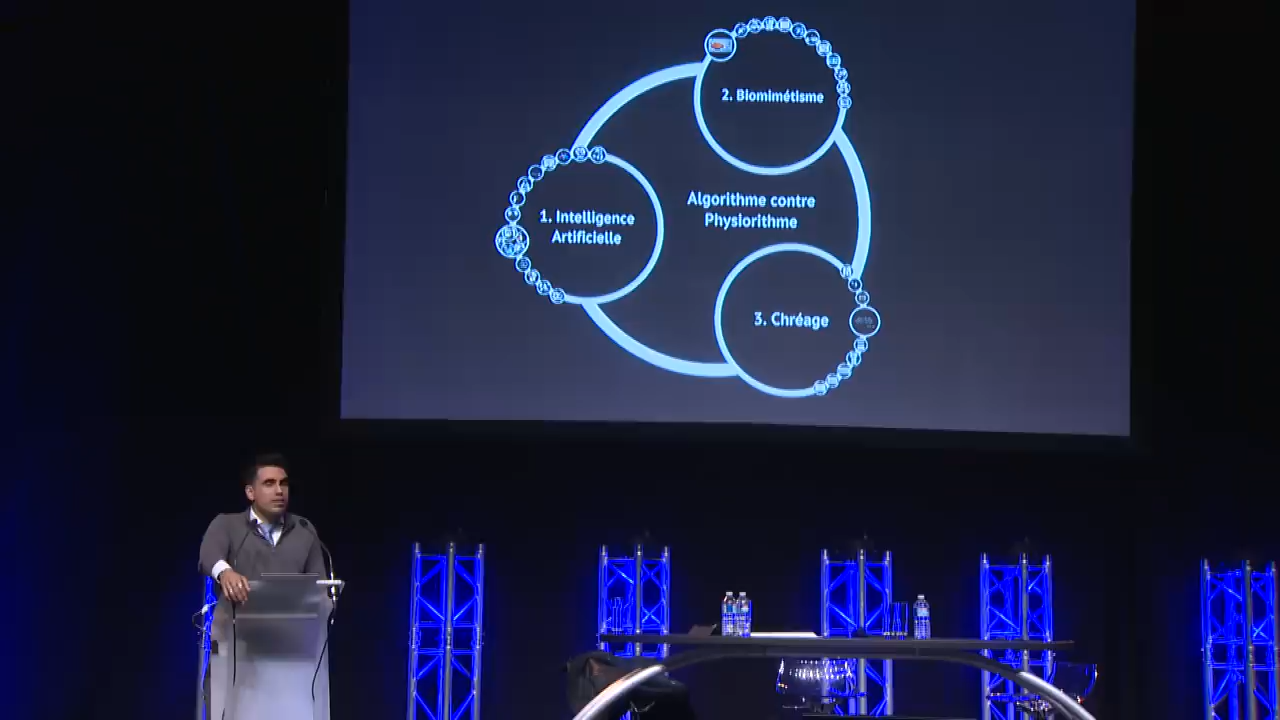 2. Biomimétisme
Algorithme contre
Physiorithme
1. Intelligence
Artificielle
3. Chréage